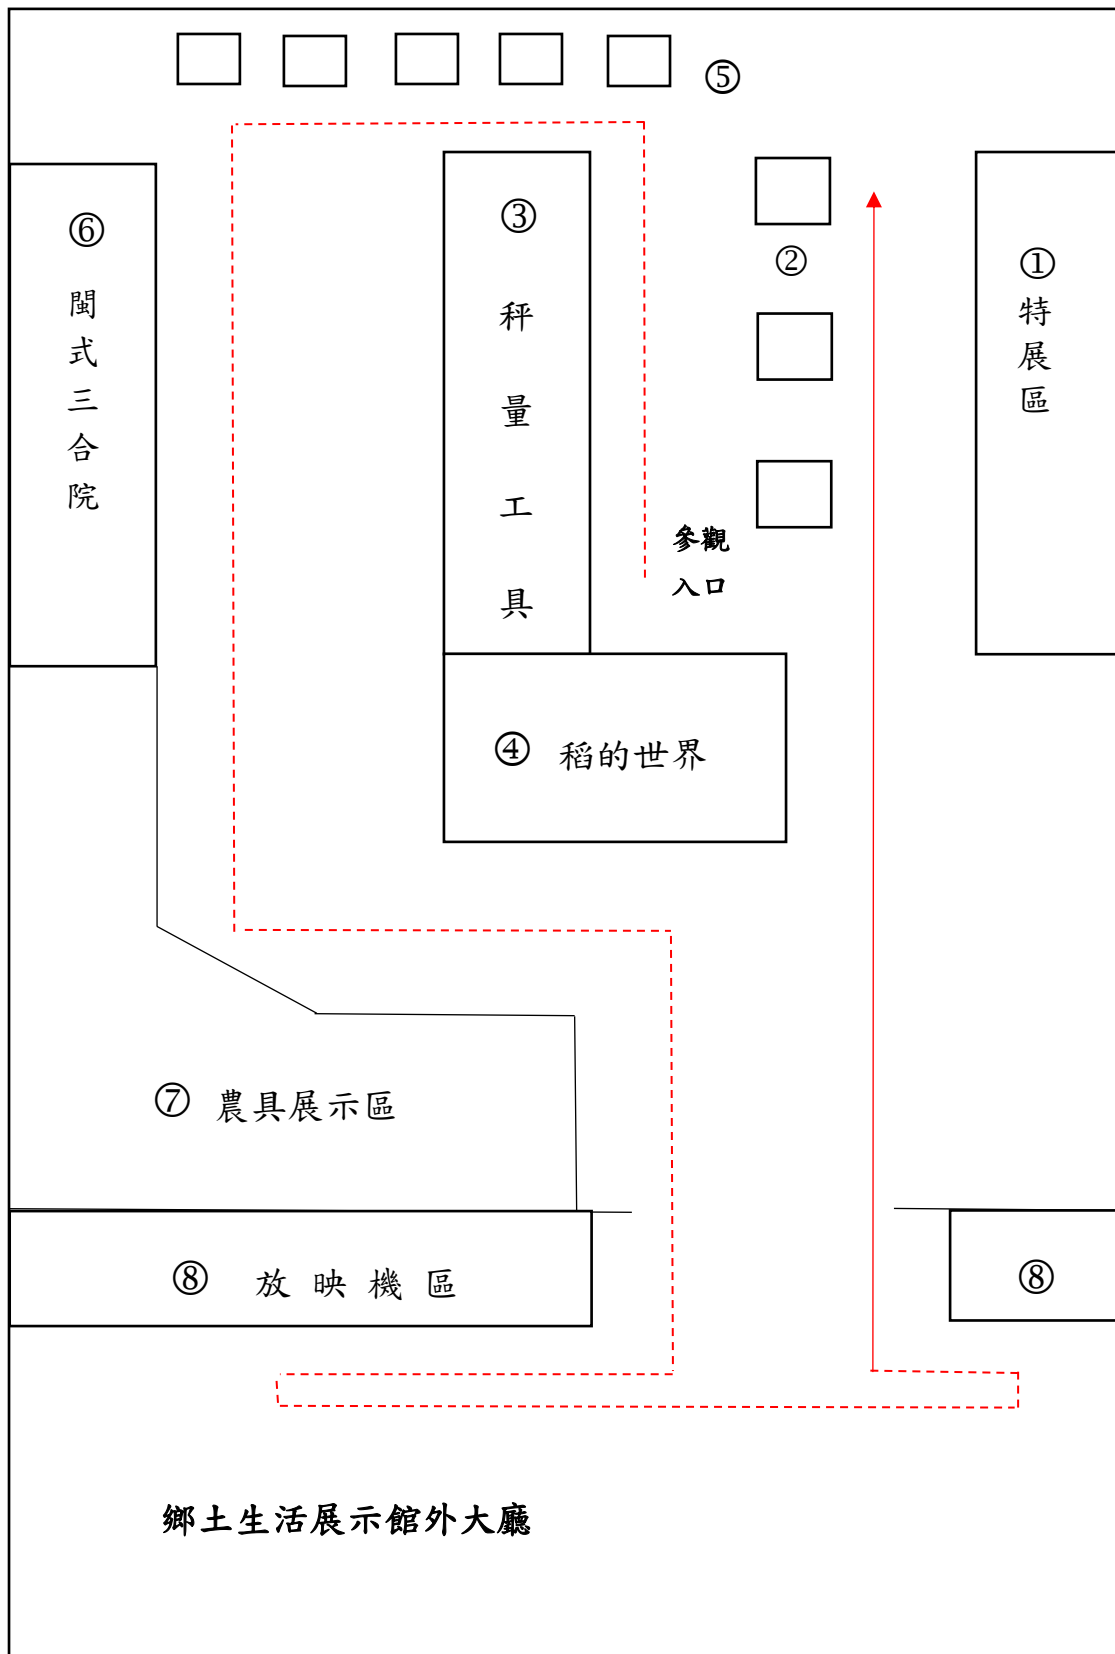 ⑤
⑥
閩式三合院
③
秤量工具
②
①
特展區
參觀
入口
④ 稻的世界
⑦ 農具展示區
⑧ 放映機區
⑧
鄉土生活展示館外大廳